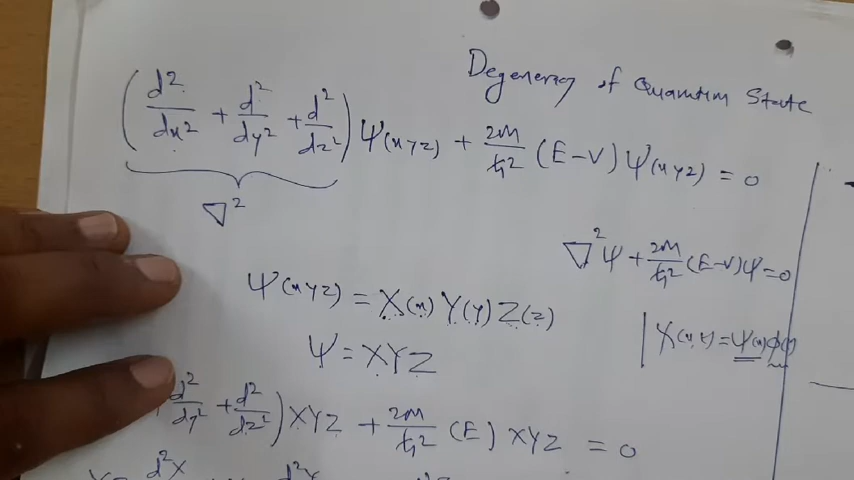 Degeneracy of Quantum State
(d²/dx² + d²/dy² + d²/dz²) Ψ(xyz) + 2m/ħ² (E-V) Ψ(xyz) = 0
∇²
∇²Ψ + 2m/ħ² (E-V)Ψ = 0
Ψ(xyz) = X(x) Y(y) Z(z)
Ψ = XYZ
d²/dy² + d²/dz²) XYZ + 2m/ħ² (E) XYZ = 0